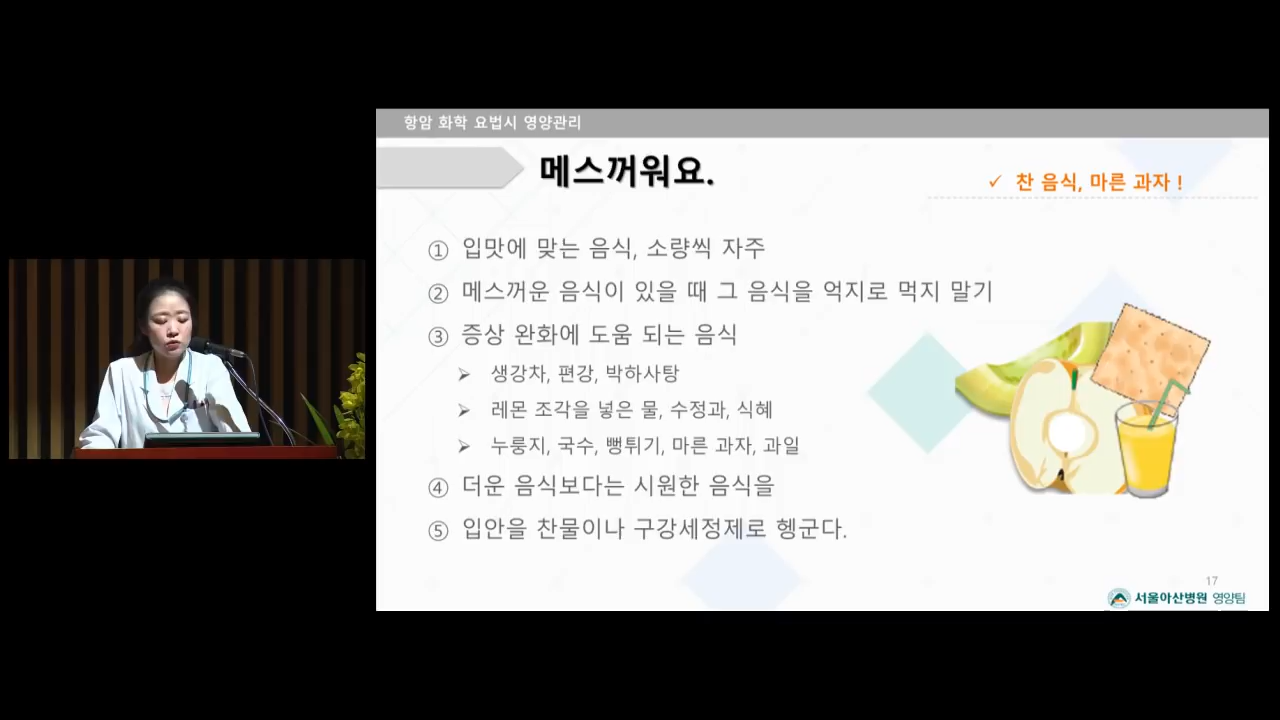 항암 화학 요법시 영양관리
메스꺼워요.
✓ 찬 음식, 마른 과자 !
① 입맛에 맞는 음식, 소량씩 자주
② 메스꺼운 음식이 있을 때 그 음식을 억지로 먹지 말기
③ 증상 완화에 도움 되는 음식
➢ 생강차, 편강, 박하사탕
➢ 레몬 조각을 넣은 물, 수정과, 식혜
➢ 누룽지, 국수, 뻥튀기, 마른 과자, 과일
④ 더운 음식보다는 시원한 음식을
⑤ 입안을 찬물이나 구강세정제로 헹군다.
17
서울아산병원 영양팀